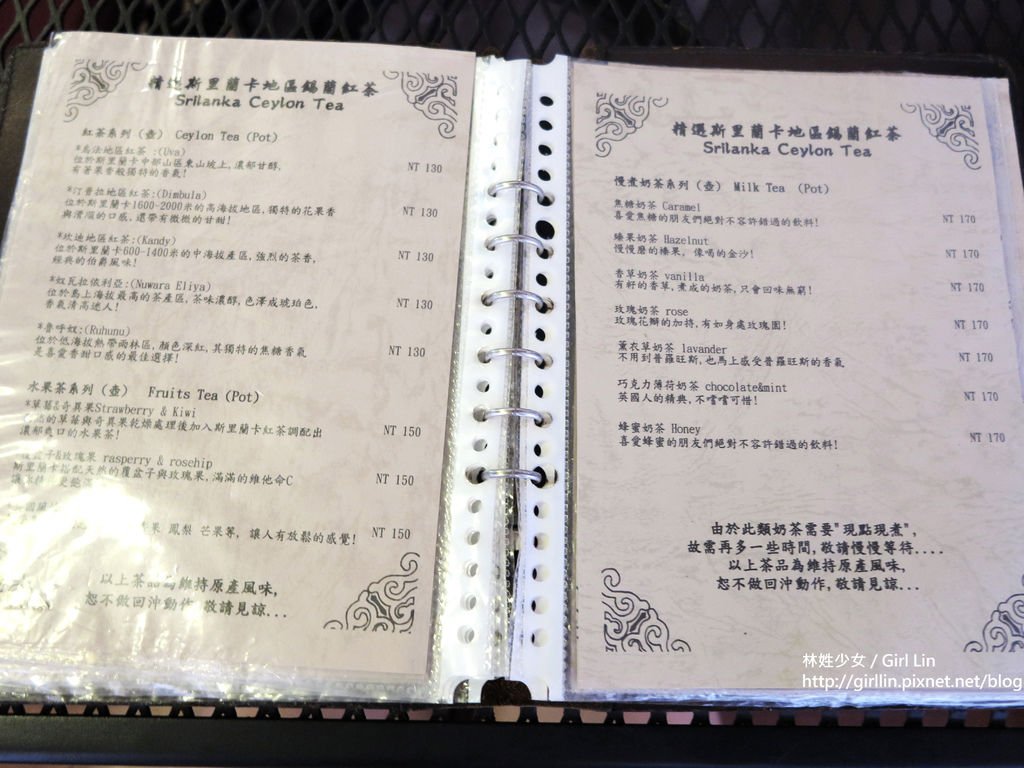 精選斯里蘭卡地區錫蘭紅茶
Srilanka Ceylon Tea
紅茶系列（壺） Ceylon Tea (Pot)
*烏法地區紅茶 :(Uva)
位於斯里蘭卡中部山區東山坡上,濃郁甘醇,
有著果香般獨特的香氣! NT 130
*汀普拉地區紅茶:(Dimbula)
位於斯里蘭卡1600-2000米的高海拔地區,獨特的花果香
與滑順的口感,還帶有微微的甘甜! NT 130
*坎迪地區紅茶:(Kandy)
位於斯里蘭卡600-1400米的中海拔產區,強烈的茶香,
經典的伯爵風味! NT 130
*奴瓦拉依利亞:(Nuwara Eliya)
位於島上海拔最高的茶產區,茶味濃醇,色澤成琥珀色,
香氣清高迷人! NT 130
*魯呼奴:(Ruhunu)
位於低海拔熱帶雨林區,顏色深紅,其獨特的焦糖香氣
是喜愛香甜口感的最佳選擇! NT 130
水果茶系列（壺） Fruits Tea (Pot)
*草莓&奇異果Strawberry & Kiwi
的草莓與奇異果乾燥處理後加入斯里蘭卡紅茶調配出
濃郁爽口的水果茶! NT 150
覆盆子&玫瑰果 rasperry & rosehip
斯里蘭卡搭配天然的覆盆子與玫瑰果,滿滿的維他命C
NT 150
果 鳳梨 芒果等, 讓人有放鬆的感覺! NT 150
以上茶品為維持原產風味,
恕不做回沖動作,敬請見諒...
精選斯里蘭卡地區錫蘭紅茶
Srilanka Ceylon Tea
慢煮奶茶系列（壺） Milk Tea (Pot)
焦糖奶茶 Caramel
喜愛焦糖的朋友們絕對不容許錯過的飲料! NT 170
榛果奶茶 Hazelnut
慢慢磨的榛果, 像喝的金沙! NT 170
香草奶茶 vanilla
有好的香草,煮成的奶茶,只會回味無窮! NT 170
玫瑰奶茶 rose
玫瑰花瓣的加持,有如身處玫瑰園! NT 170
薰衣草奶茶 lavander
不用到普羅旺斯,也馬上感受普羅旺斯的香氣 NT 170
巧克力薄荷奶茶 chocolate&mint
英國人的精典,不嚐嚐可惜! NT 170
蜂蜜奶茶 Honey
喜愛蜂蜜的朋友們絕對不容許錯過的飲料! NT 170
由於此類奶茶需要"現點現煮",
故需再多一些時間,敬請慢慢等待....
以上茶品為維持原產風味,
恕不做回沖動作,敬請見諒...
林姓少女 / Girl Lin
http://girllin.pixnet.net/blog